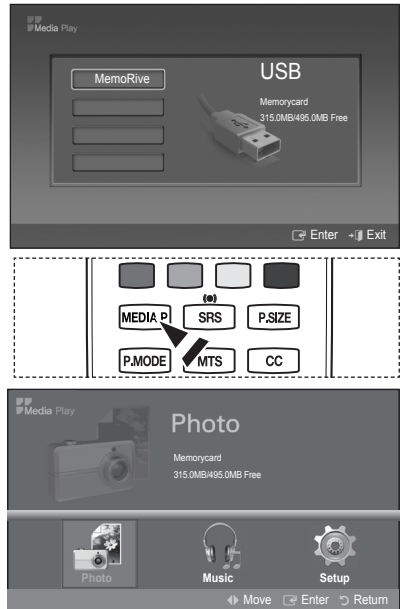 Media Play
MemoRive
USB
Memorycard
315.0MB/495.0MB Free
Enter Exit
MEDIA.P SRS P.SIZE
P.MODE MTS CC
Media Play
Photo
Memorycard
315.0MB/495.0MB Free
Photo Music Setup
Move Enter Return